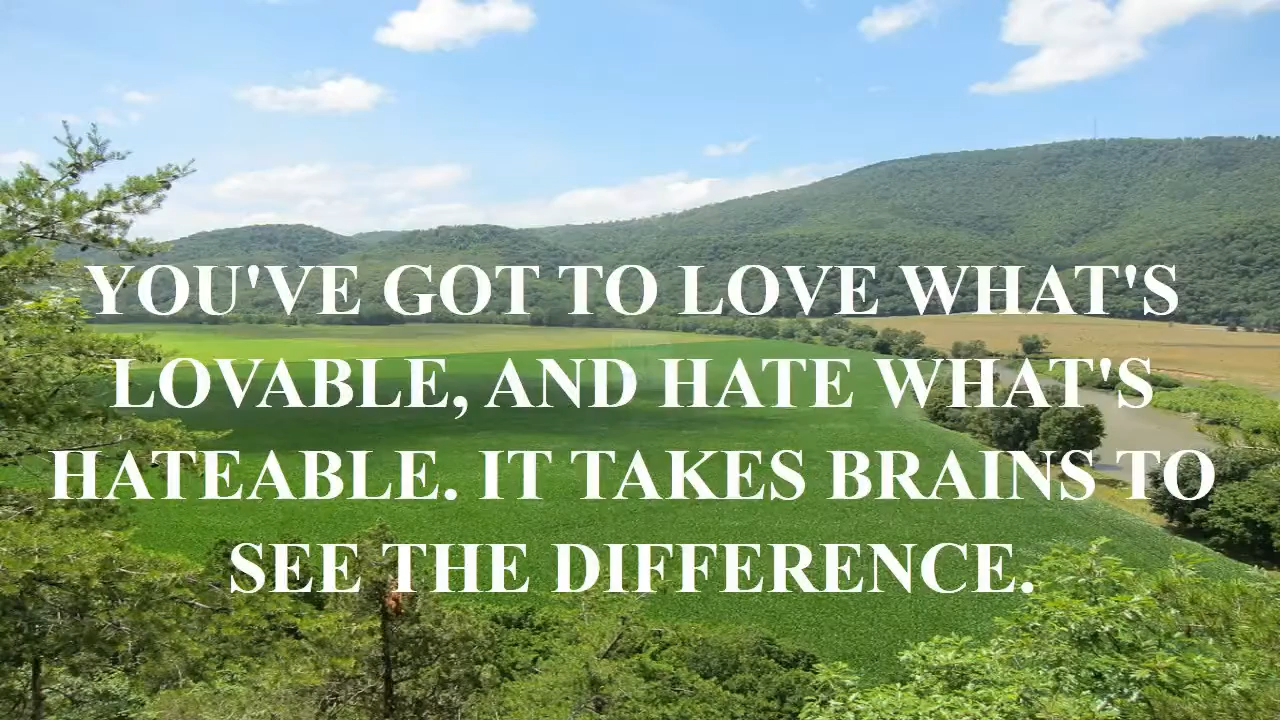 YOU'VE GOT TO LOVE WHAT'S
LOVABLE, AND HATE WHAT'S
HATEABLE. IT TAKES BRAINS TO
SEE THE DIFFERENCE.